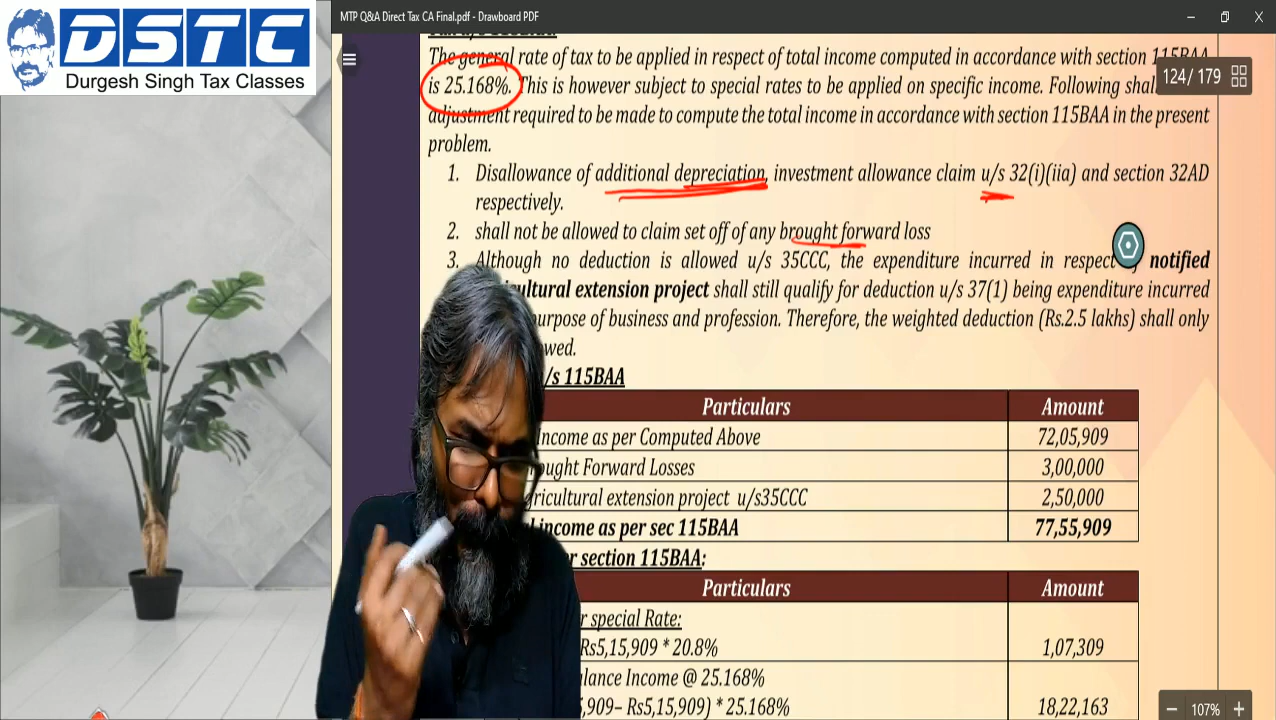 MTP Q&A Direct Tax CA Final.pdf - Drawboard PDF
DSTC
Durgesh Singh Tax Classes
124 / 179
The general rate of tax to be applied in respect of total income computed in accordance with section 115BAA
is 25.168%. This is however subject to special rates to be applied on specific income. Following shall
adjustment required to be made to compute the total income in accordance with section 115BAA in the present
problem.
1. Disallowance of additional depreciation, investment allowance claim u/s 32(i)(iia) and section 32AD
respectively.
2. shall not be allowed to claim set off of any brought forward loss
3. Although no deduction is allowed u/s 35CCC, the expenditure incurred in respect of notified
cultural extension project shall still qualify for deduction u/s 37(1) being expenditure incurred
purpose of business and profession. Therefore, the weighted deduction (Rs.2.5 lakhs) shall only
wed.
/s 115BAA
Particulars Amount
income as per Computed Above 72,05,909
ought Forward Losses 3,00,000
gricultural extension project u/s35CCC 2,50,000
income as per sec 115BAA 77,55,909
section 115BAA:
Particulars Amount
special Rate:
Rs5,15,909 * 20.8% 1,07,309
lance Income @ 25.168%
5,909– Rs5,15,909) * 25.168% 18,22,163
107%